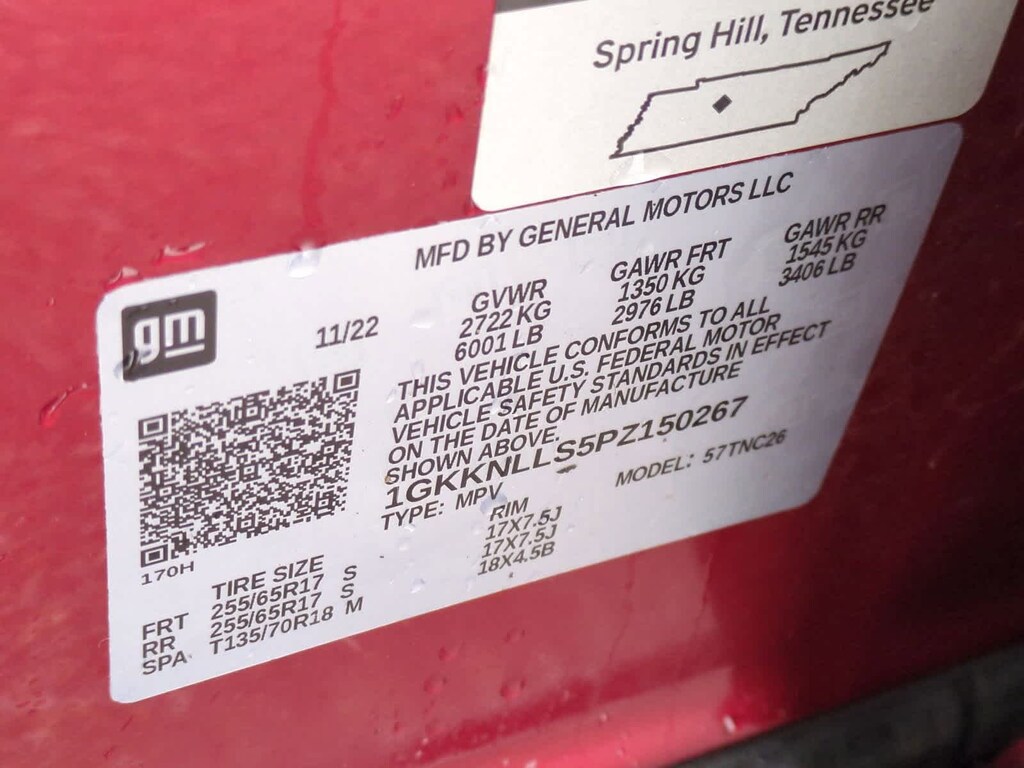 Spring Hill, Tennessee
MFD BY GENERAL MOTORS LLC
gm
11/22
GVWR
2722 KG
6001 LB
GAWR FRT
1350 KG
2976 LB
GAWR RR
1545 KG
3406 LB
THIS VEHICLE CONFORMS TO ALL
APPLICABLE U.S. FEDERAL MOTOR
VEHICLE SAFETY STANDARDS IN EFFECT
ON THE DATE OF MANUFACTURE
SHOWN ABOVE.
1GKKNLLS5PZ150267
TYPE: MPV MODEL: 57TNC26
170H
TIRE SIZE RIM
FRT 255/65R17 S 17X7.5J
RR 255/65R17 S 17X7.5J
SPA T135/70R18 M 18X4.5B